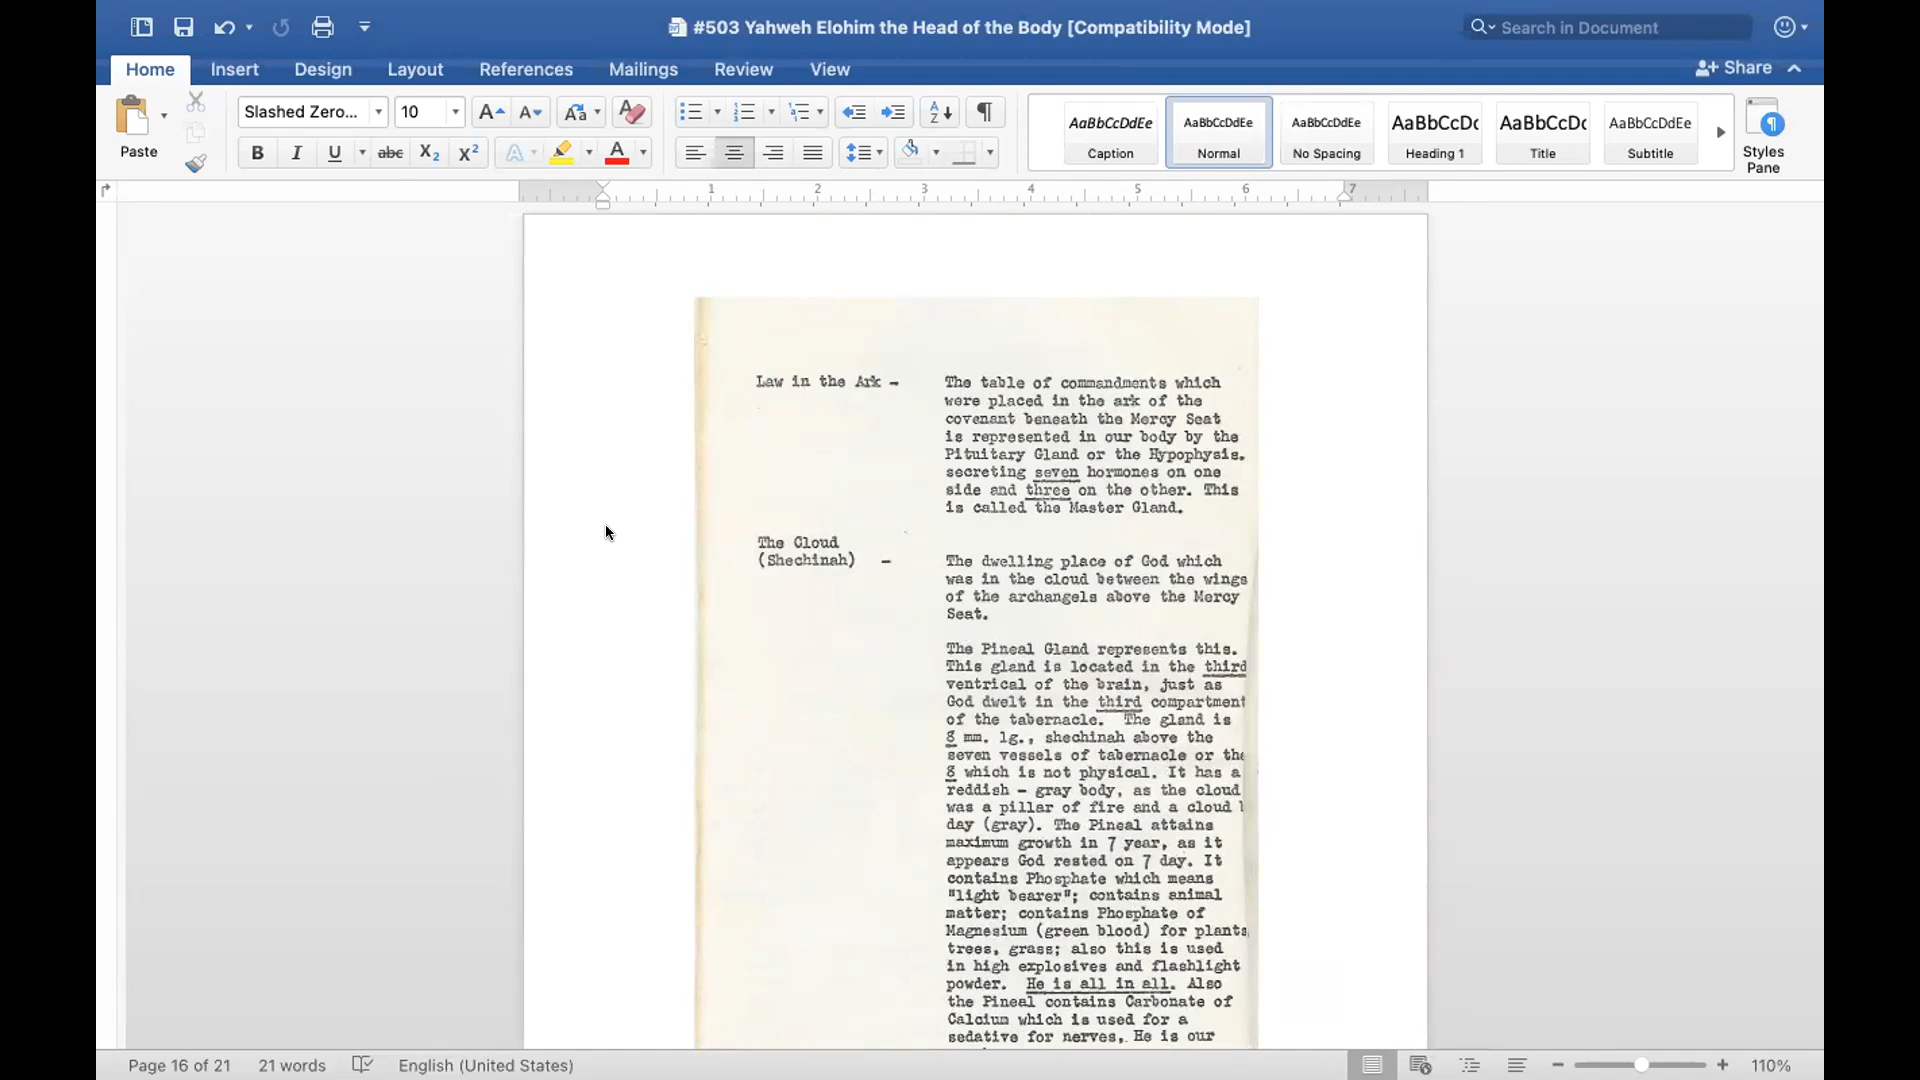 #503 Yahweh Elohim the Head of the Body [Compatibility Mode]
Search in Document
Home Insert Design Layout References Mailings Review View
Share
Paste
Slashed Zero...
10
Aa
B I U abc X2 X2 A A
AaBbCcDdEe AaBbCcDdEe AaBbCcDdEe AaBbCcDc AaBbCcDc AaBbCcDdEe
Caption Normal No Spacing Heading 1 Title Subtitle
Styles
Pane
1 2 3 4 5 6 7
Law in the Ark -
The table of commandments which
were placed in the ark of the
covenant beneath the Mercy Seat
is represented in our body by the
Pituitary Gland or the Hypophysis.
secreting seven hormones on one
side and three on the other. This
is called the Master Gland.
The Cloud
(Shechinah) -
The dwelling place of God which
was in the cloud between the wings
of the archangels above the Mercy
Seat.
The Pineal Gland represents this.
This gland is located in the third
ventrical of the brain, just as
God dwelt in the third compartment
of the tabernacle. The gland is
8 mm. lg., shechinah above the
seven vessels of tabernacle or the
8 which is not physical. It has a
reddish - gray body, as the cloud
was a pillar of fire and a cloud
day (gray). The Pineal attains
maximum growth in 7 year, as it
appears God rested on 7 day. It
contains Phosphate which means
"light bearer"; contains animal
matter; contains Phosphate of
Magnesium (green blood) for plants,
trees, grass; also this is used
in high explosives and flashlight
powder. He is all in all. Also
the Pineal contains Carbonate of
Calcium which is used for a
sedative for nerves,. He is our
Page 16 of 21 21 words English (United States)
110%